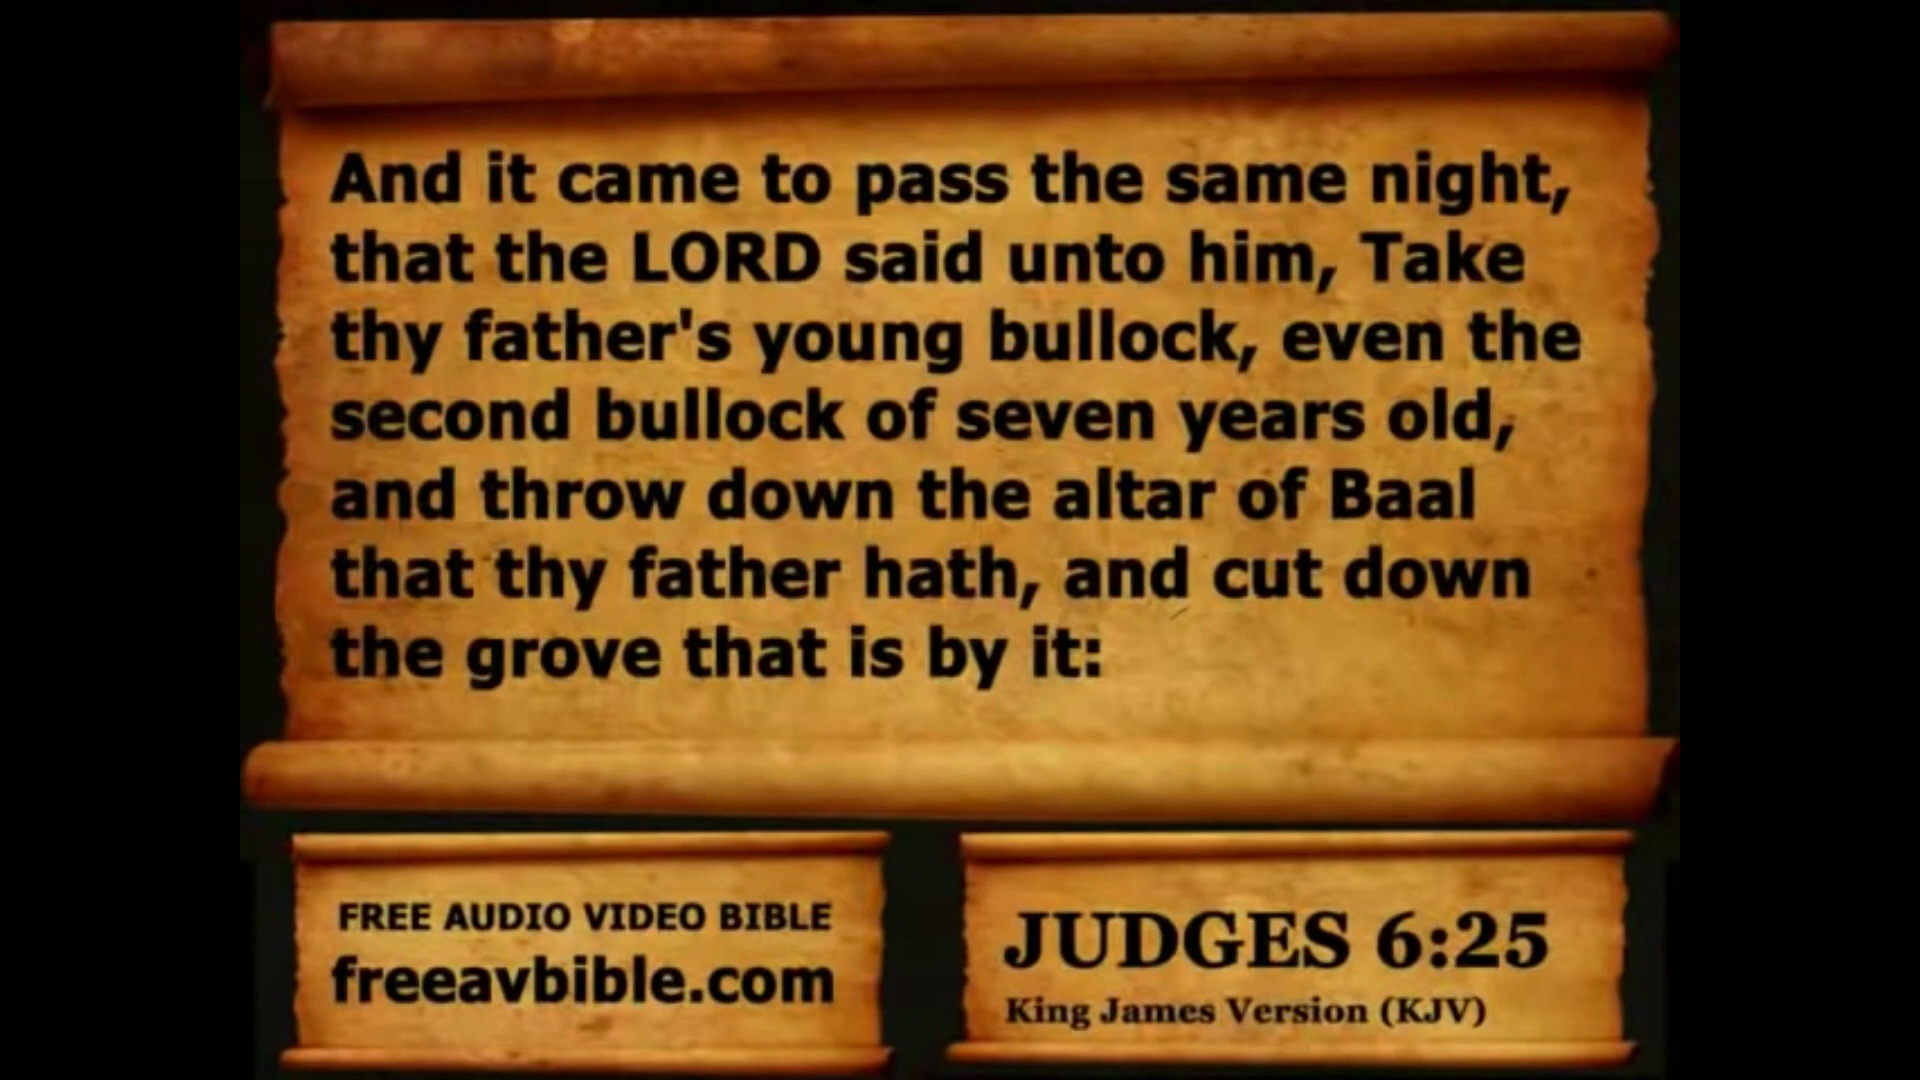 And it came to pass the same night,
that the LORD said unto him, Take
thy father's young bullock, even the
second bullock of seven years old,
and throw down the altar of Baal
that thy father hath, and cut down
the grove that is by it:
FREE AUDIO VIDEO BIBLE
freeavbible.com
JUDGES 6:25
King James Version (KJV)